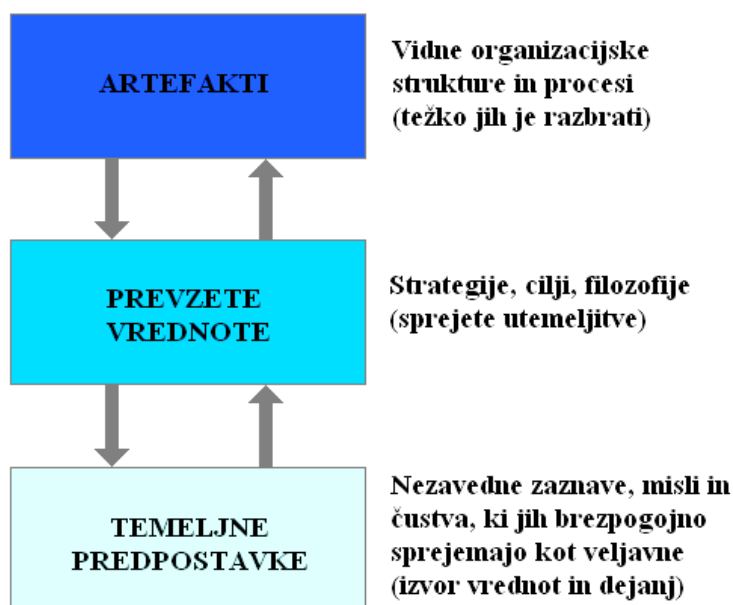 ARTEFAKTI
Vidne organizacijske
strukture in procesi
(težko jih je razbrati)
PREVZETE
VREDNOTE
Strategije, cilji, filozofije
(sprejete utemeljitve)
TEMELJNE
PREDPOSTAVKE
Nezavedne zaznave, misli in
čustva, ki jih brezpogojno
sprejemajo kot veljavne
(izvor vrednot in dejanj)